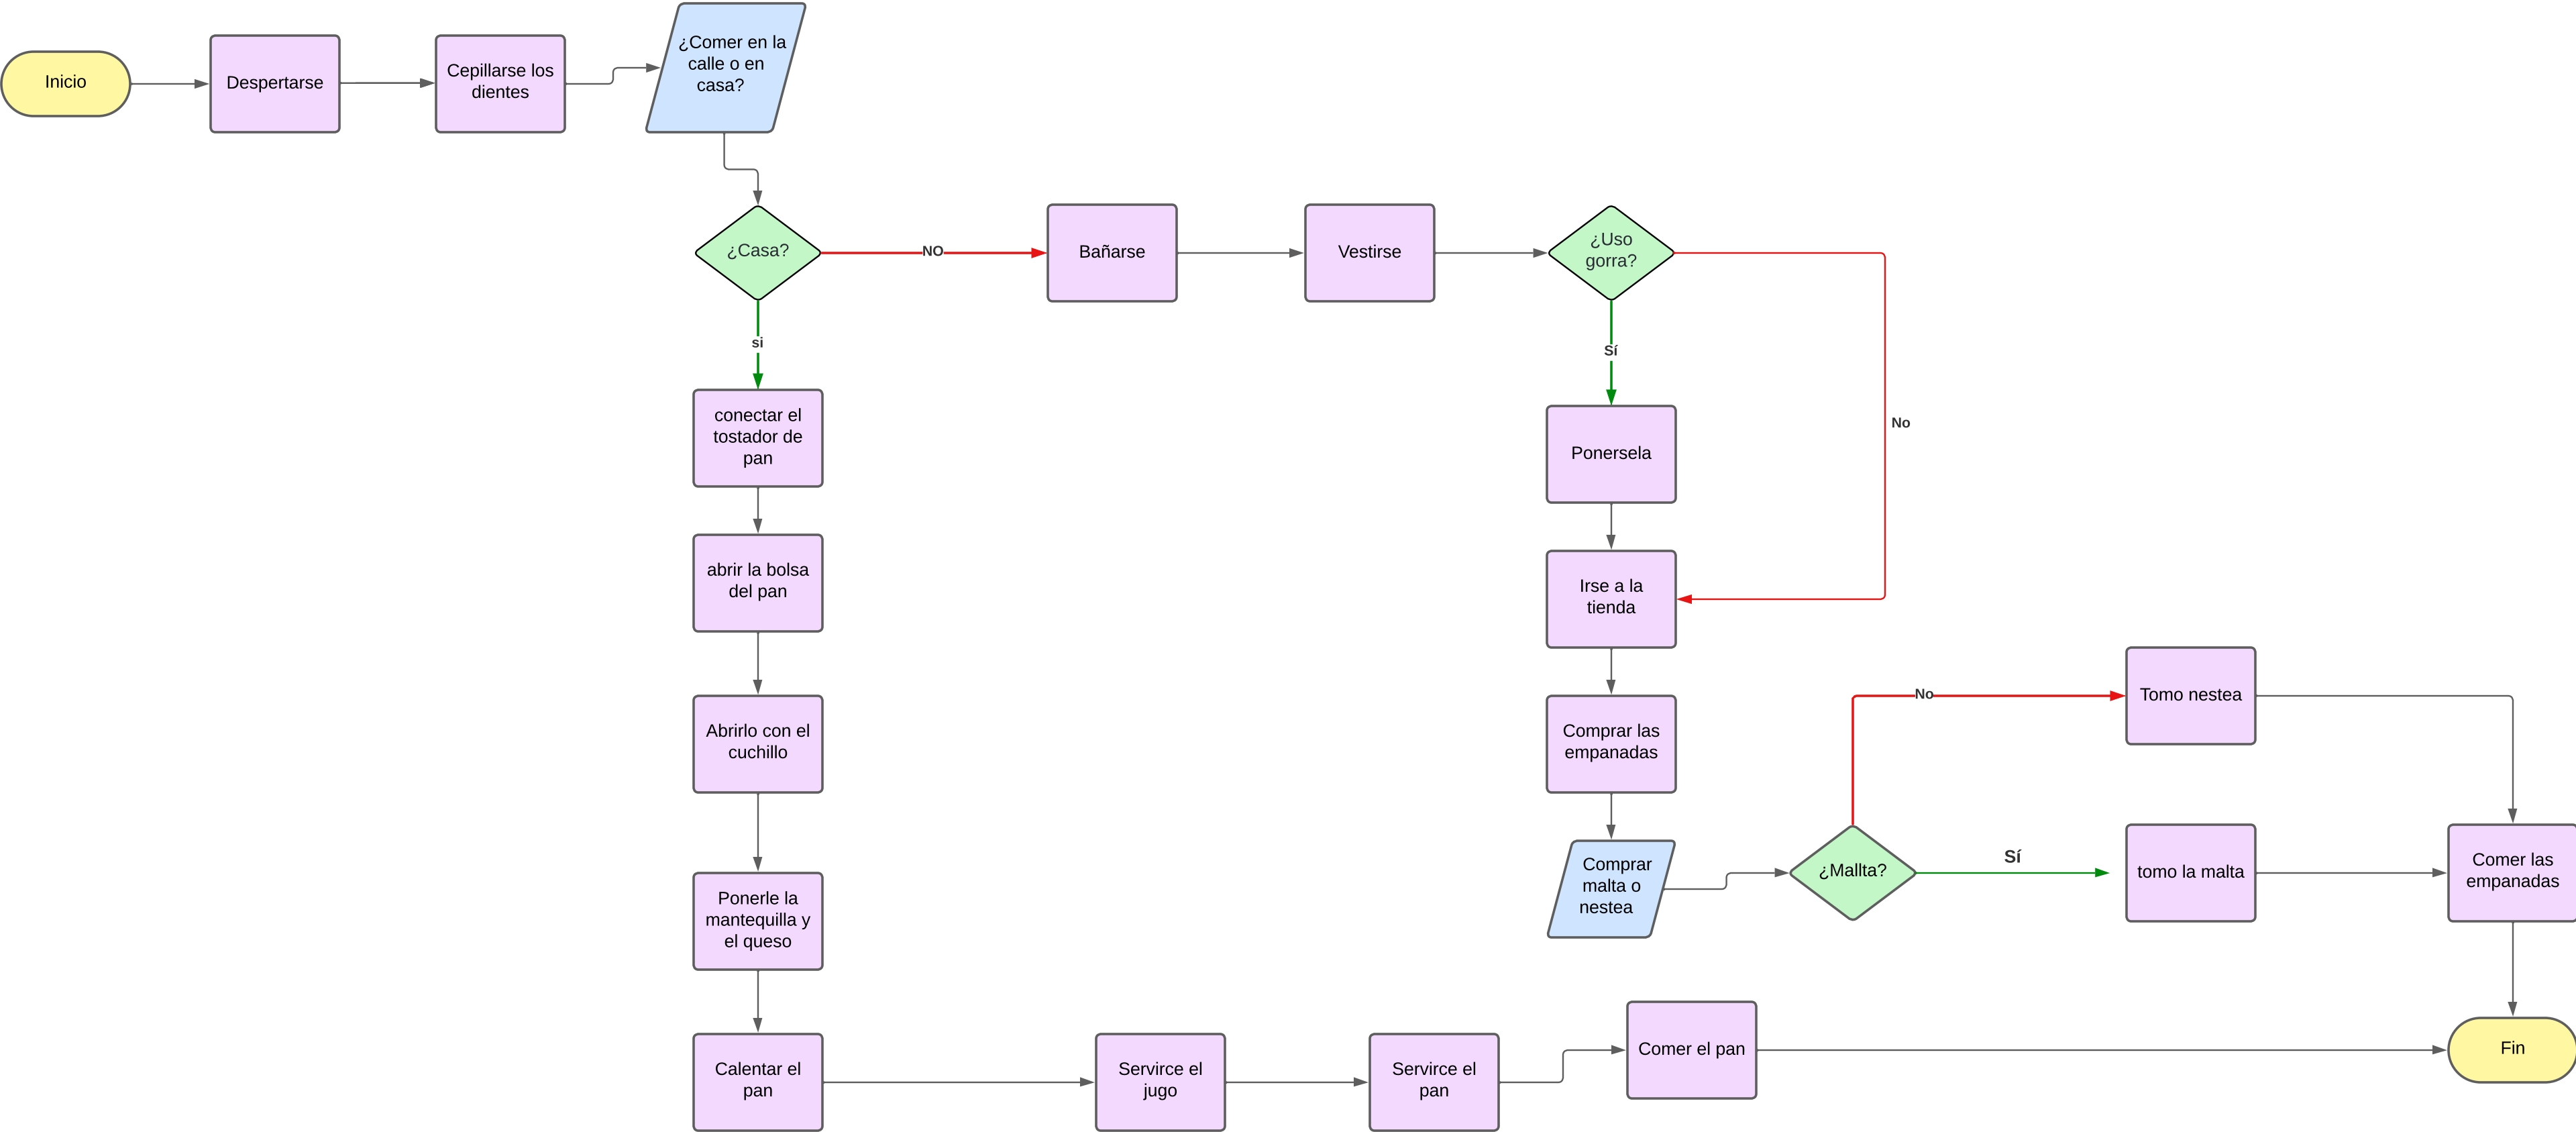 Inicio
Despertarse
Cepillarse los
dientes
¿Comer en la
calle o en
casa?
¿Casa?
NO
Bañarse
Vestirse
¿Uso
gorra?
No
Sí
Ponersela
Irse a la
tienda
Comprar las
empanadas
Comprar
malta o
nestea
¿Mallta?
No
Tomo nestea
Sí
tomo la malta
Comer las
empanadas
si
conectar el
tostador de
pan
abrir la bolsa
del pan
Abrirlo con el
cuchillo
Ponerle la
mantequilla y
el queso
Calentar el
pan
Servirce el
jugo
Servirce el
pan
Comer el pan
Fin